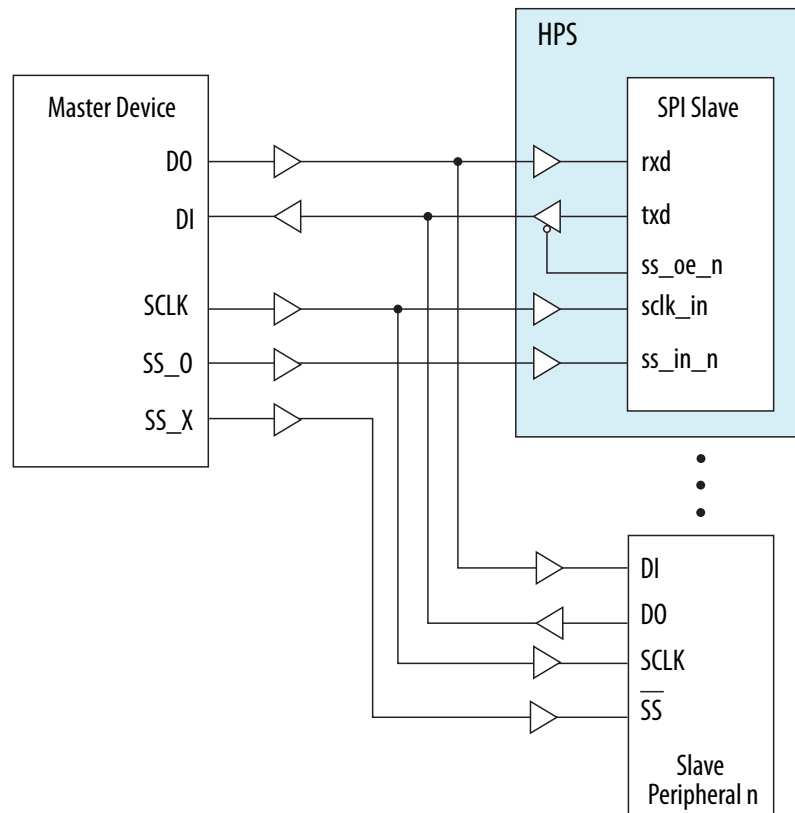 HPS
Master Device
DO
DI
SCLK
SS_0
SS_X
SPI Slave
rxd
txd
ss_oe_n
sclk_in
ss_in_n
DI
DO
SCLK
SS
Slave
Peripheral n